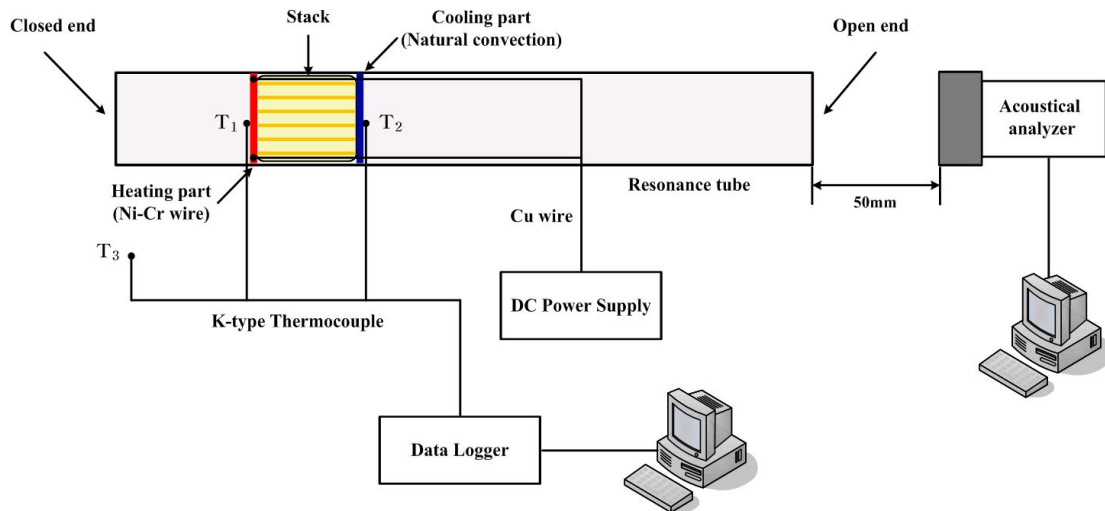 Stack
Cooling part
(Natural convection)
Closed end
Open end
T₁
T₂
Acoustical
analyzer
Heating part
(Ni-Cr wire)
Resonance tube
50mm
Cu wire
T₃
DC Power Supply
K-type Thermocouple
Data Logger